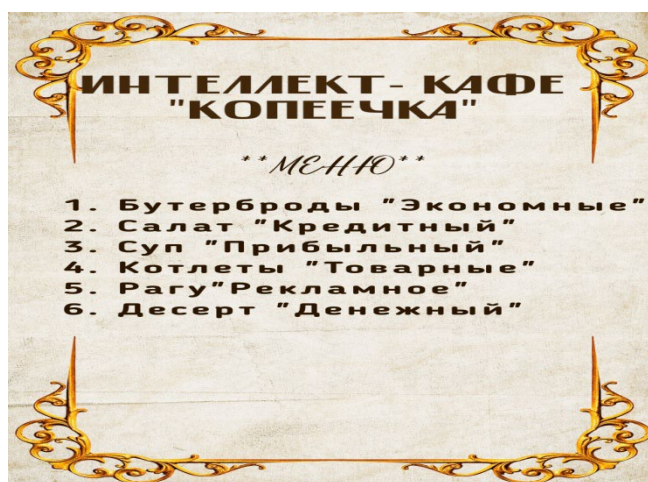 ИНТЕЛЛЕКТ- КАФЕ
"КОПЕЕЧКА"
**МЕНЮ**
1. Бутерброды "Экономные"
2. Салат "Кредитный"
3. Суп "Прибыльный"
4. Котлеты "Товарные"
5. Рагу"Рекламное"
6. Десерт "Денежный"